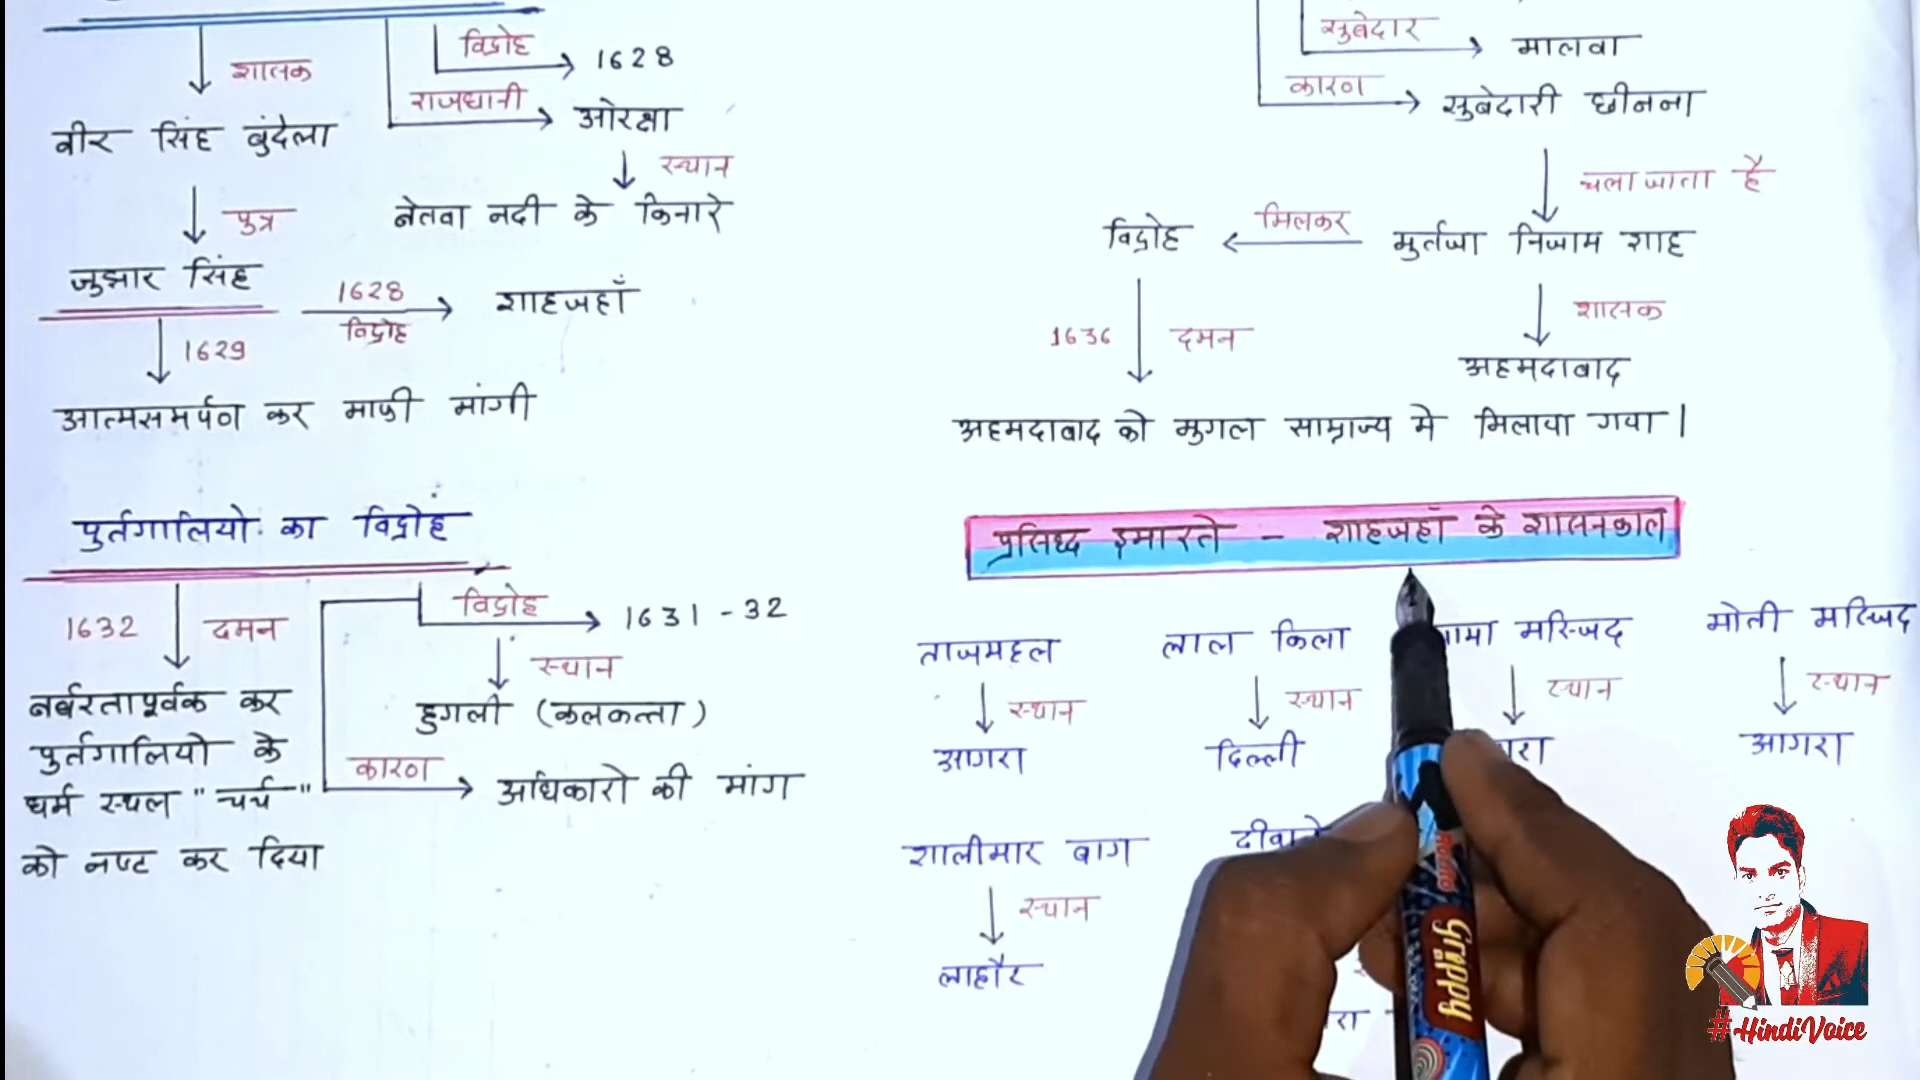 विद्रोह
1628
शासक
राजधानी
ओरक्षा
वीर सिंह बुंदेला
स्थान
बेतवा नदी के किनारे
पुत्र
जुझार सिंह
1628
विद्रोह
शाहजहाँ
1629
आत्मसमर्पण कर माफी मांगी
पुर्तगालियो का विद्रोह
1632
दमन
विद्रोह
1631-32
स्थान
हुगली (कलकत्ता)
कारण
अधिकारो की मांग
बर्बरतापूर्वक कर
पुर्तगालियो के
धर्म स्थल "चर्च"
को नष्ट कर दिया
सुबेदार
मालवा
कारण
सुबेदारी छीनना
चला जाता है
विद्रोह
मिलकर
मुर्तजा निजाम शाह
1636
दमन
शासक
अहमदाबाद
अहमदाबाद को मुगल साम्राज्य मे मिलाया गया।
प्रसिध्द इमारते - शाहजहाँ के शासनकाल
ताजमहल
लाल किला
मस्जिद
मोती मस्जिद
स्थान
स्थान
स्थान
स्थान
आगरा
दिल्ली
आगरा
शालीमार बाग
स्थान
लाहौर
Greppy
#HindiVoice